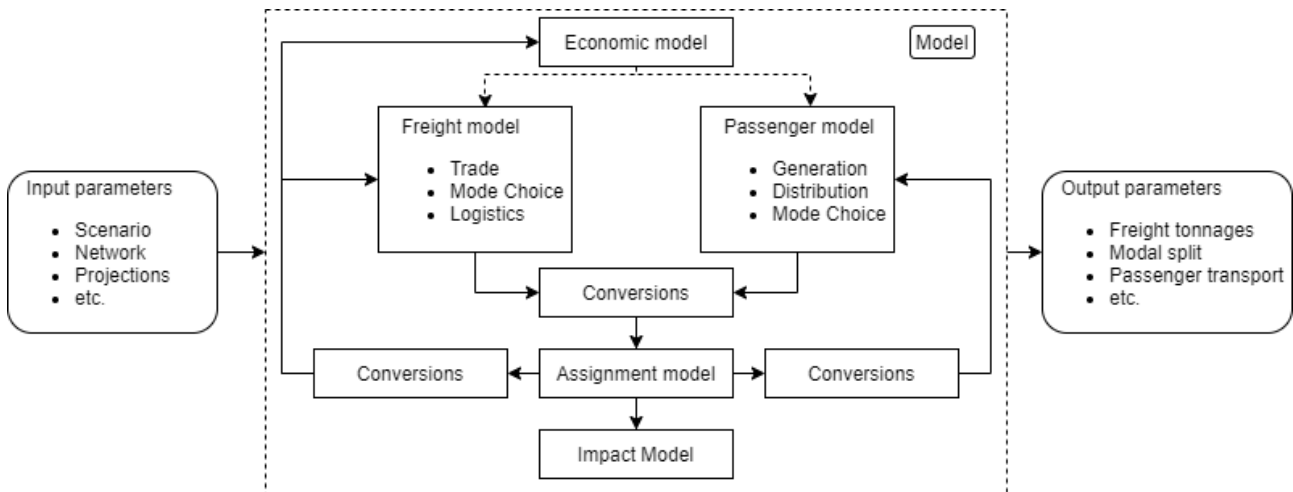 Economic model
Model
Freight model
• Trade
• Mode Choice
• Logistics
Passenger model
• Generation
• Distribution
• Mode Choice
Input parameters
• Scenario
• Network
• Projections
• etc.
Output parameters
• Freight tonnages
• Modal split
• Passenger transport
• etc.
Conversions
Conversions
Assignment model
Conversions
Impact Model